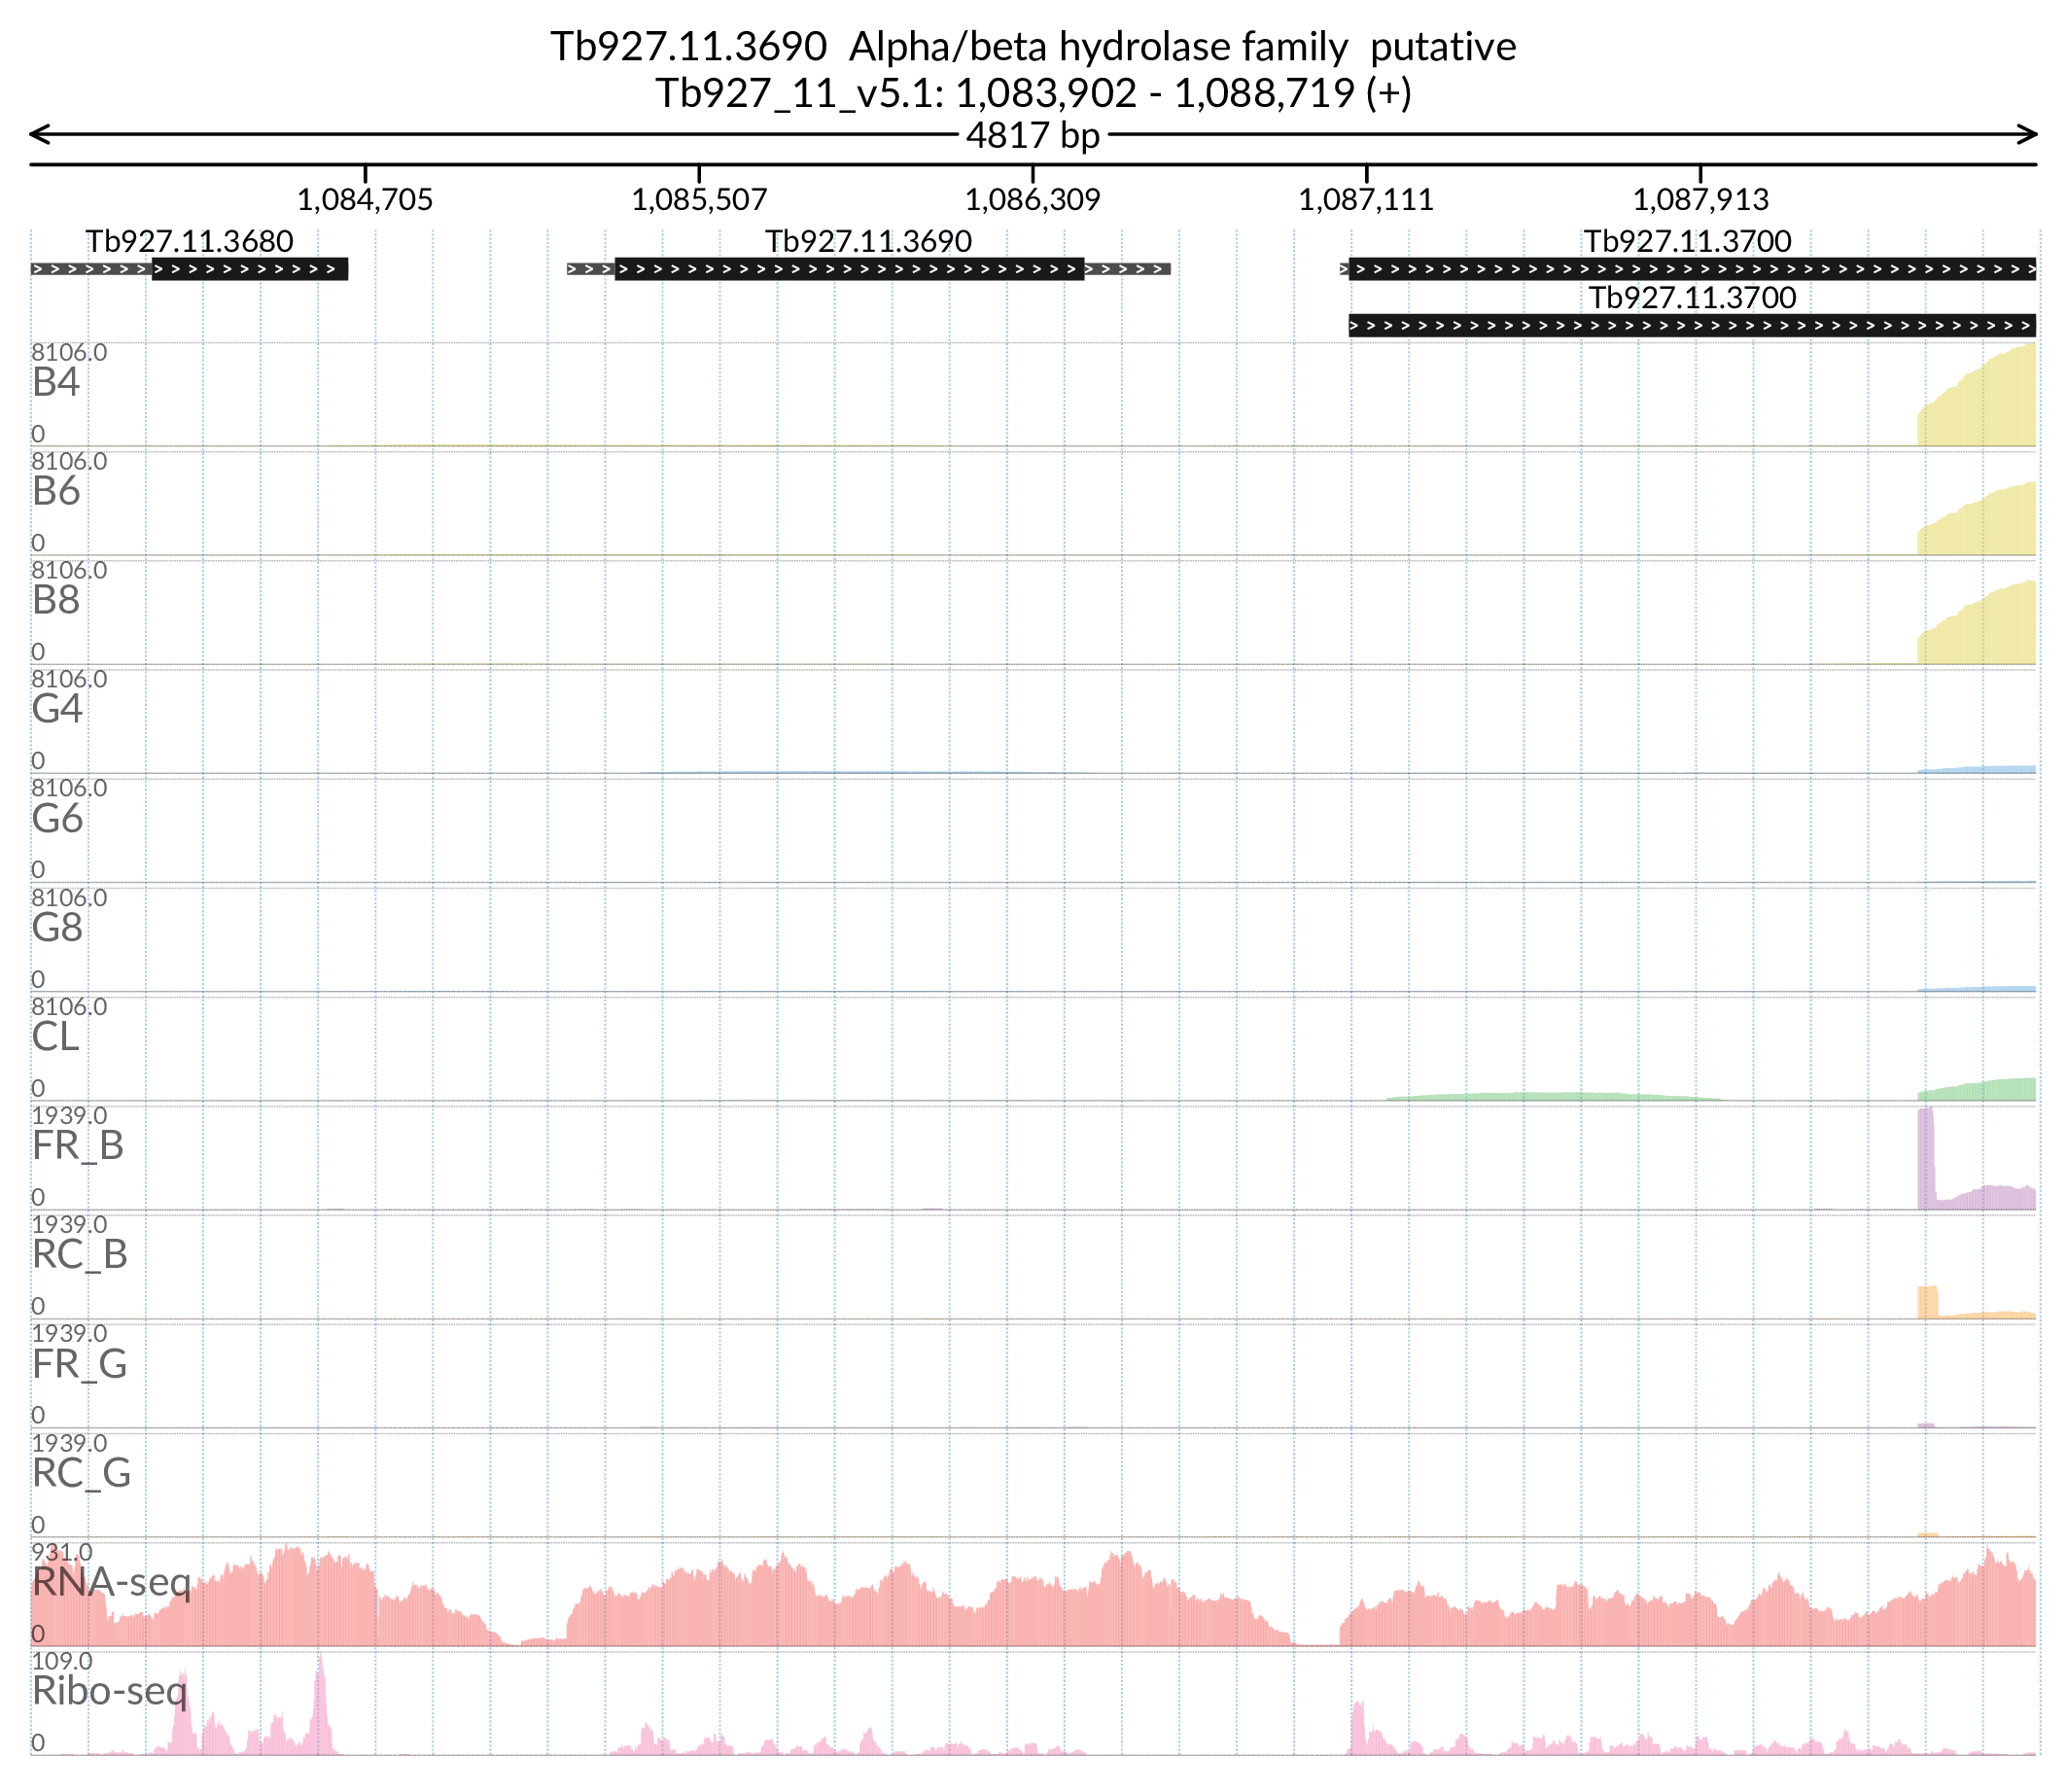 Tb927.11.3690  Alpha/beta hydrolase family  putative
Tb927_11_v5.1: 1,083,902 - 1,088,719 (+)
4817 bp
1,084,705 1,085,507 1,086,309 1,087,111 1,087,913
Tb927.11.3680 Tb927.11.3690 Tb927.11.3700
Tb927.11.3700
8106.0
B4
0
8106.0
B6
0
8106.0
B8
0
8106.0
G4
0
8106.0
G6
0
8106.0
G8
0
8106.0
CL
0
1939.0
FR_B
0
1939.0
RC_B
0
1939.0
FR_G
0
1939.0
RC_G
0
931.0
RNA-seq
0
109.0
Ribo-seq
0